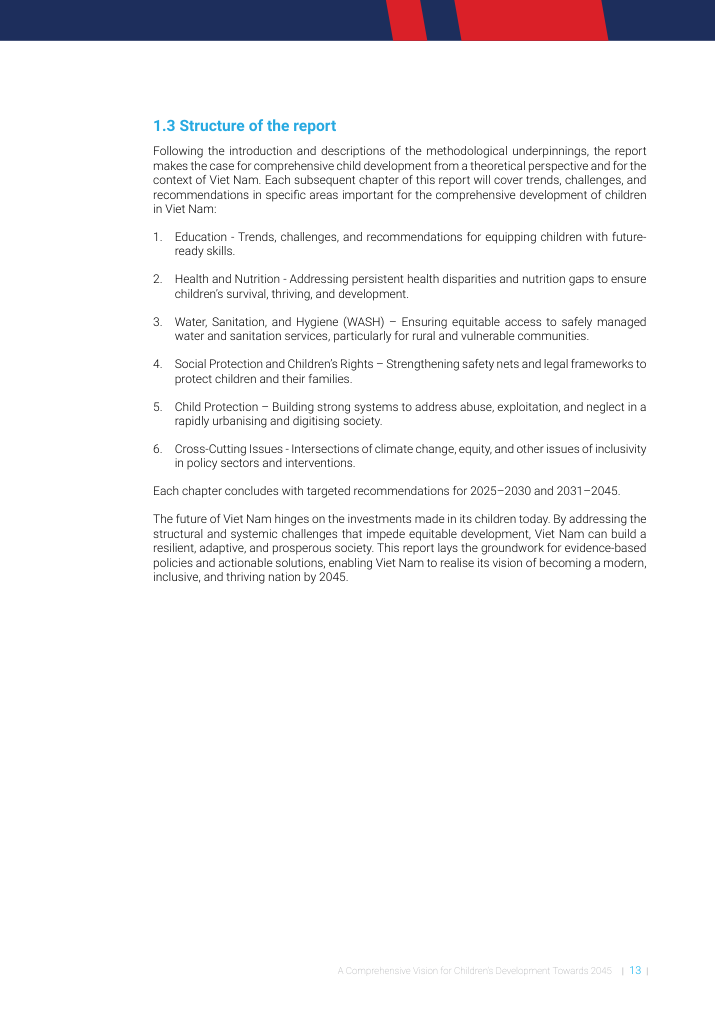 1.3 Structure of the report
Following the introduction and descriptions of the methodological underpinnings, the report
makes the case for comprehensive child development from a theoretical perspective and for the
context of Viet Nam. Each subsequent chapter of this report will cover trends, challenges, and
recommendations in specific areas important for the comprehensive development of children
in Viet Nam:
1. Education - Trends, challenges, and recommendations for equipping children with future-
ready skills.
2. Health and Nutrition - Addressing persistent health disparities and nutrition gaps to ensure
children's survival, thriving, and development.
3. Water, Sanitation, and Hygiene (WASH) – Ensuring equitable access to safely managed
water and sanitation services, particularly for rural and vulnerable communities.
4. Social Protection and Children's Rights – Strengthening safety nets and legal frameworks to
protect children and their families.
5. Child Protection – Building strong systems to address abuse, exploitation, and neglect in a
rapidly urbanising and digitising society.
6. Cross-Cutting Issues - Intersections of climate change, equity, and other issues of inclusivity
in policy sectors and interventions.
Each chapter concludes with targeted recommendations for 2025–2030 and 2031–2045.
The future of Viet Nam hinges on the investments made in its children today. By addressing the
structural and systemic challenges that impede equitable development, Viet Nam can build a
resilient, adaptive, and prosperous society. This report lays the groundwork for evidence-based
policies and actionable solutions, enabling Viet Nam to realise its vision of becoming a modern,
inclusive, and thriving nation by 2045.
A Comprehensive Vision for Children's Development Towards 2045 | 13 |